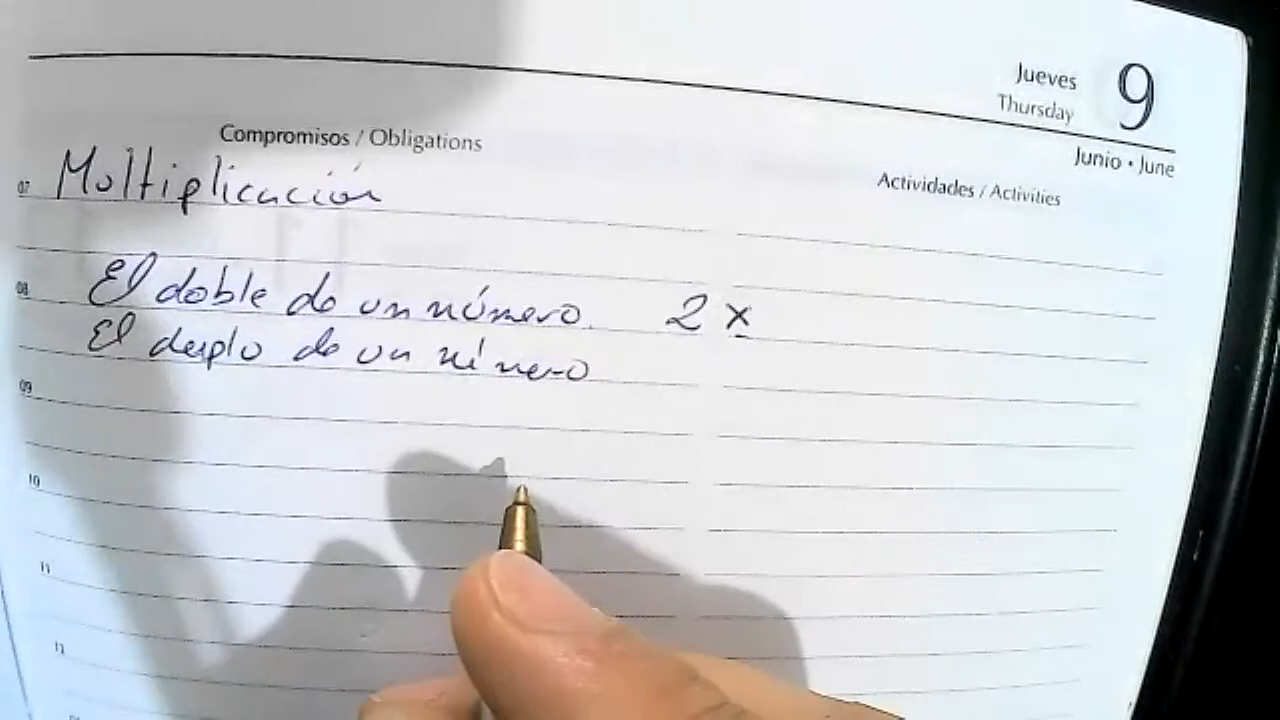 Jueves 9
Thursday
Junio • June
Compromisos / Obligations
Actividades / Activities
07 Multiplicación
08 El doble de un número. 2 x
El duplo de un número
09
10
11
12